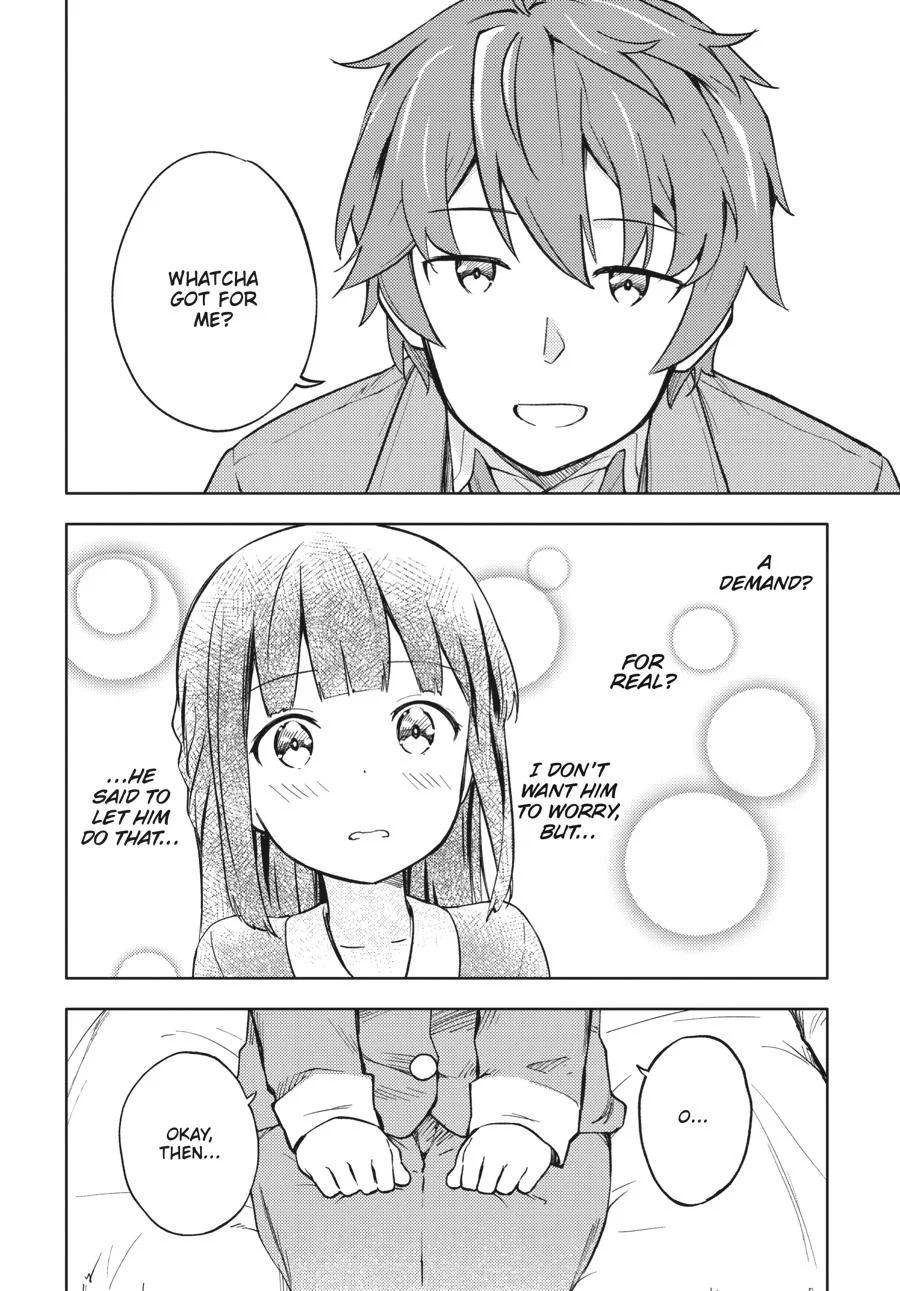 WHATCHA
GOT FOR
ME?
A
DEMAND?
FOR
REAL?
I DON'T
WANT HIM
TO WORRY,
BUT...
...HE
SAID TO
LET HIM
DO THAT...
O...
OKAY,
THEN...